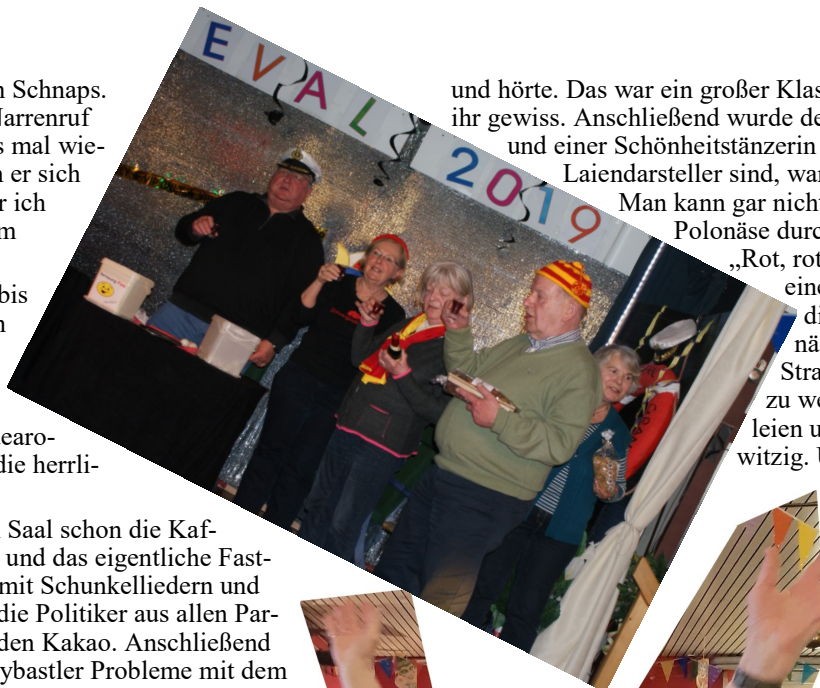 EVAL 2019
Schnaps.
s mal wie-
er sich
r ich
m
bis
n
earo-
die herrli-
Saal schon die Kaf-
und das eigentliche Fast-
mit Schunkelliedern und
die Politiker aus allen Par-
den Kakao. Anschließend
ybastler Probleme mit dem
und hörte. Das war ein großer Klas
ihr gewiss. Anschließend wurde de
und einer Schönheitstänzerin
Laiendarsteller sind, war
Man kann gar nicht
Polonäse durc
„Rot, rot
eine
di
nä
Stra
zu we
leien u
witzig.